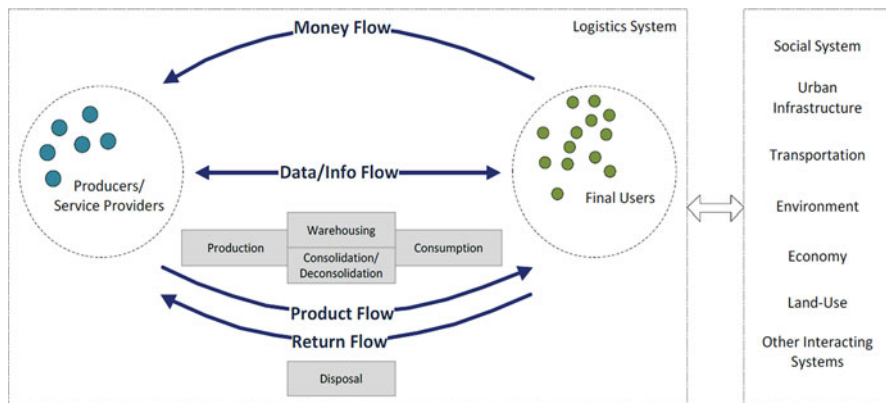 Money Flow
Logistics System
Producers/
Service Providers
Data/Info Flow
Final Users
Production
Warehousing
Consolidation/
Deconsolidation
Consumption
Product Flow
Return Flow
Disposal
Social System
Urban
Infrastructure
Transportation
Environment
Economy
Land-Use
Other Interacting
Systems